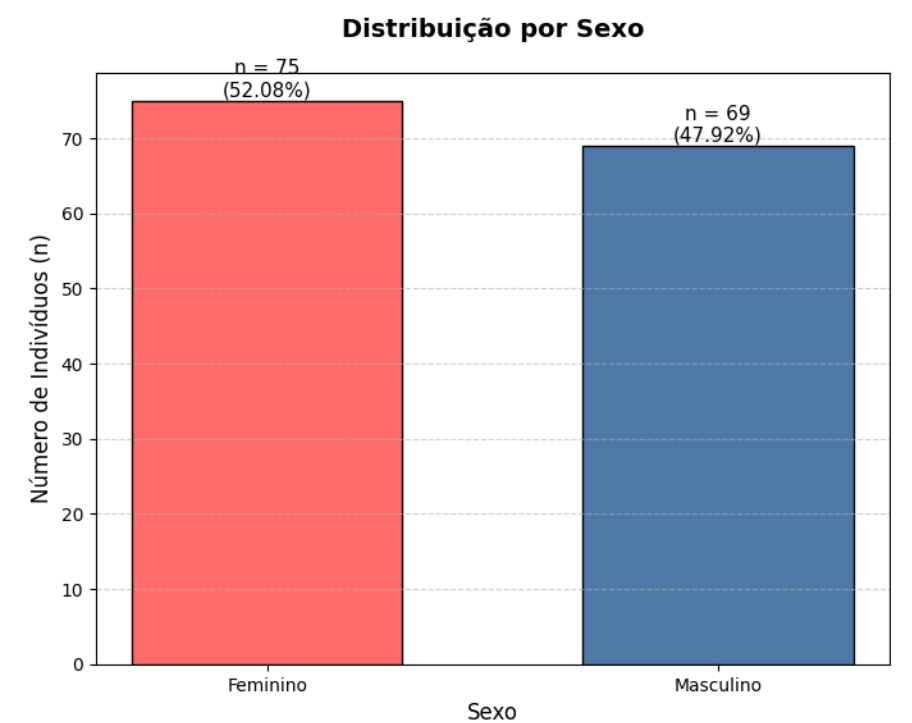 Distribuição por Sexo
n = 75
(52.08%)
n = 69
(47.92%)
Número de Indivíduos (n)
70
60
50
40
30
20
10
0
Feminino
Masculino
Sexo